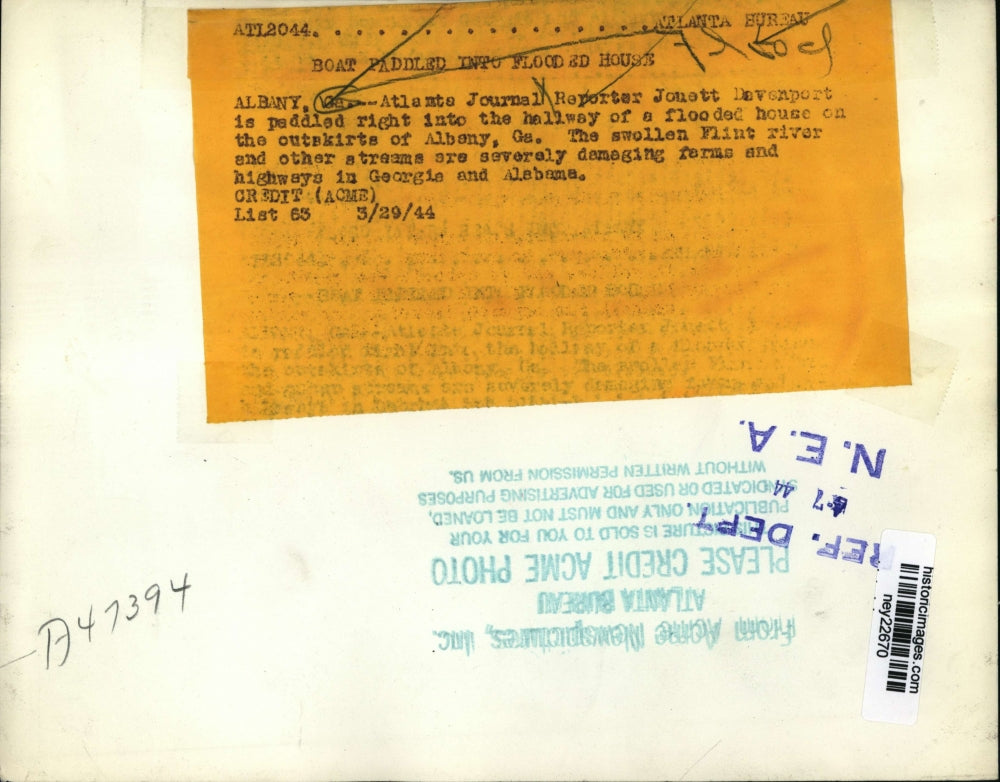 ATL2044. . . . . . . . . . . . . . . . . . .ATLANTA BUREAU
BOAT PADDLED INTO FLOODED HOUSE
ALBANY, GA.--Atlanta Journal Reporter Jouett Davenport
is paddled right into the hallway of a flooded house on
the outskirts of Albany, Ga. The swollen Flint river
and other streams are severely damaging farms and
highways in Georgia and Alabama.
CREDIT (ACME)
List 63 3/29/44
N. E. A.
44
REF. DEPT.
From Acme Newspictures, Inc.
ATLANTA BUREAU
PLEASE CREDIT ACME PHOTO
PICTURE IS SOLD TO YOU FOR YOUR
PUBLICATION ONLY AND MUST NOT BE LOANED,
SYNDICATED OR USED FOR ADVERTISING PURPOSES
WITHOUT WRITTEN PERMISSION FROM US.
A47394
historicimages.com
ney22670